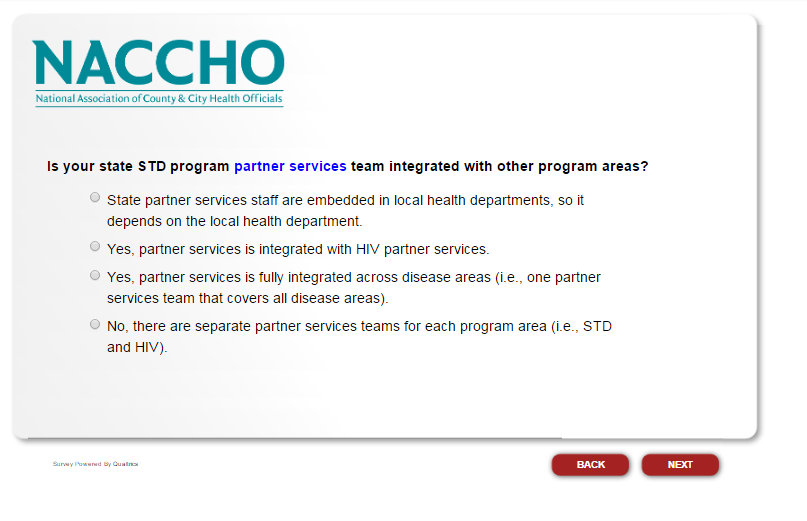 NACCHO
National Association of County & City Health Officials
Is your state STD program partner services team integrated with other program areas?
State partner services staff are embedded in local health departments, so it
depends on the local health department.
Yes, partner services is integrated with HIV partner services.
Yes, partner services is fully integrated across disease areas (i.e., one partner
services team that covers all disease areas).
No, there are separate partner services teams for each program area (i.e., STD
and HIV).
Survey Powered By Qualtrics
BACK
NEXT